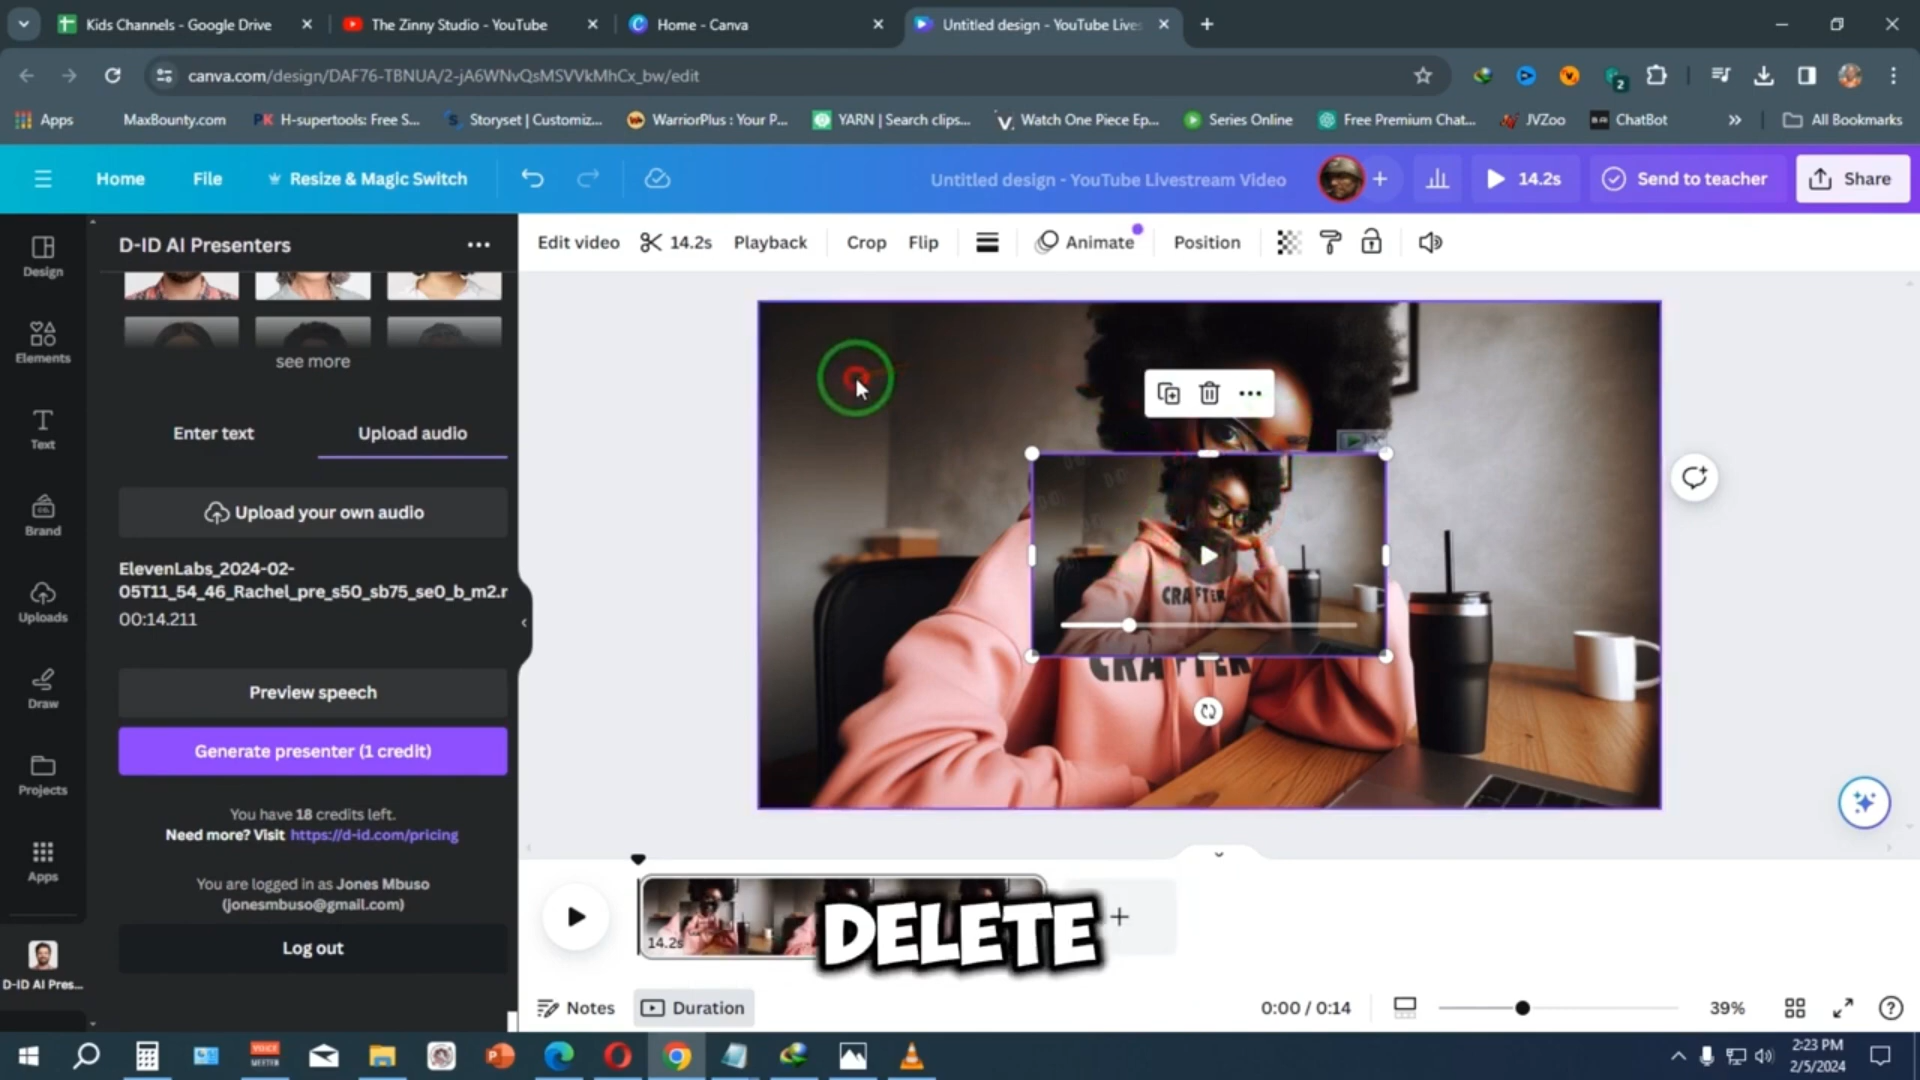 Kids Channels - Google Drive
The Zinny Studio - YouTube
Home - Canva
Untitled design - YouTube Lives
canva.com/design/DAF76-TBNUA/2-jA6WNvQsMSVVkMhCx_bw/edit
2
Apps
MaxBounty.com
H-supertools: Free S...
Storyset | Customiz...
WarriorPlus : Your P...
YARN | Search clips...
Watch One Piece Ep...
Series Online
Free Premium Chat...
JVZoo
ChatBot
All Bookmarks
Home
File
Resize & Magic Switch
Untitled design - YouTube Livestream Video
14.2s
Send to teacher
Share
Design
Elements
Text
Brand
Uploads
Draw
Projects
Apps
D-ID AI Pres...
D-ID AI Presenters
see more
Enter text
Upload audio
Upload your own audio
ElevenLabs_2024-02-
05T11_54_46_Rachel_pre_s50_sb75_se0_b_m2.r
00:14.211
Preview speech
Generate presenter (1 credit)
You have 18 credits left.
Need more? Visit https://d-id.com/pricing
You are logged in as Jones Mbuso
(jonesmbuso@gmail.com)
Log out
Edit video
14.2s
Playback
Crop
Flip
Animate
Position
CRAFTER
CRAFTER
14.2s
DELETE
Notes
Duration
0:00 / 0:14
39%
2:23 PM
2/5/2024